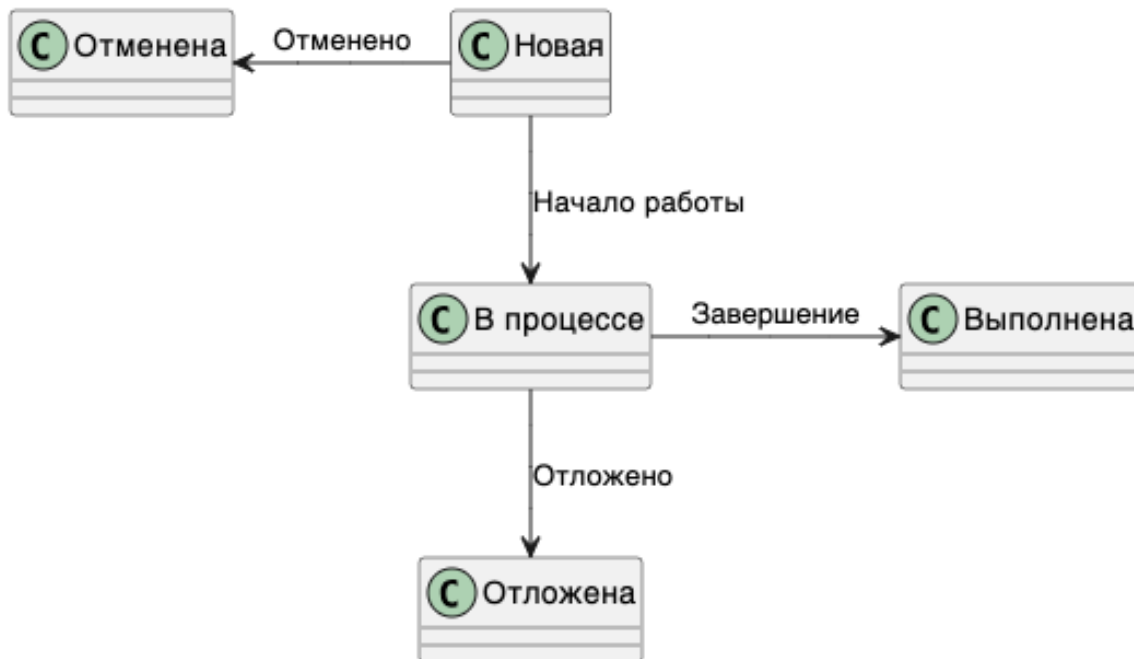 C Отменена
Отменено
C Новая
Начало работы
C В процессе
Завершение
C Выполнена
Отложено
C Отложена